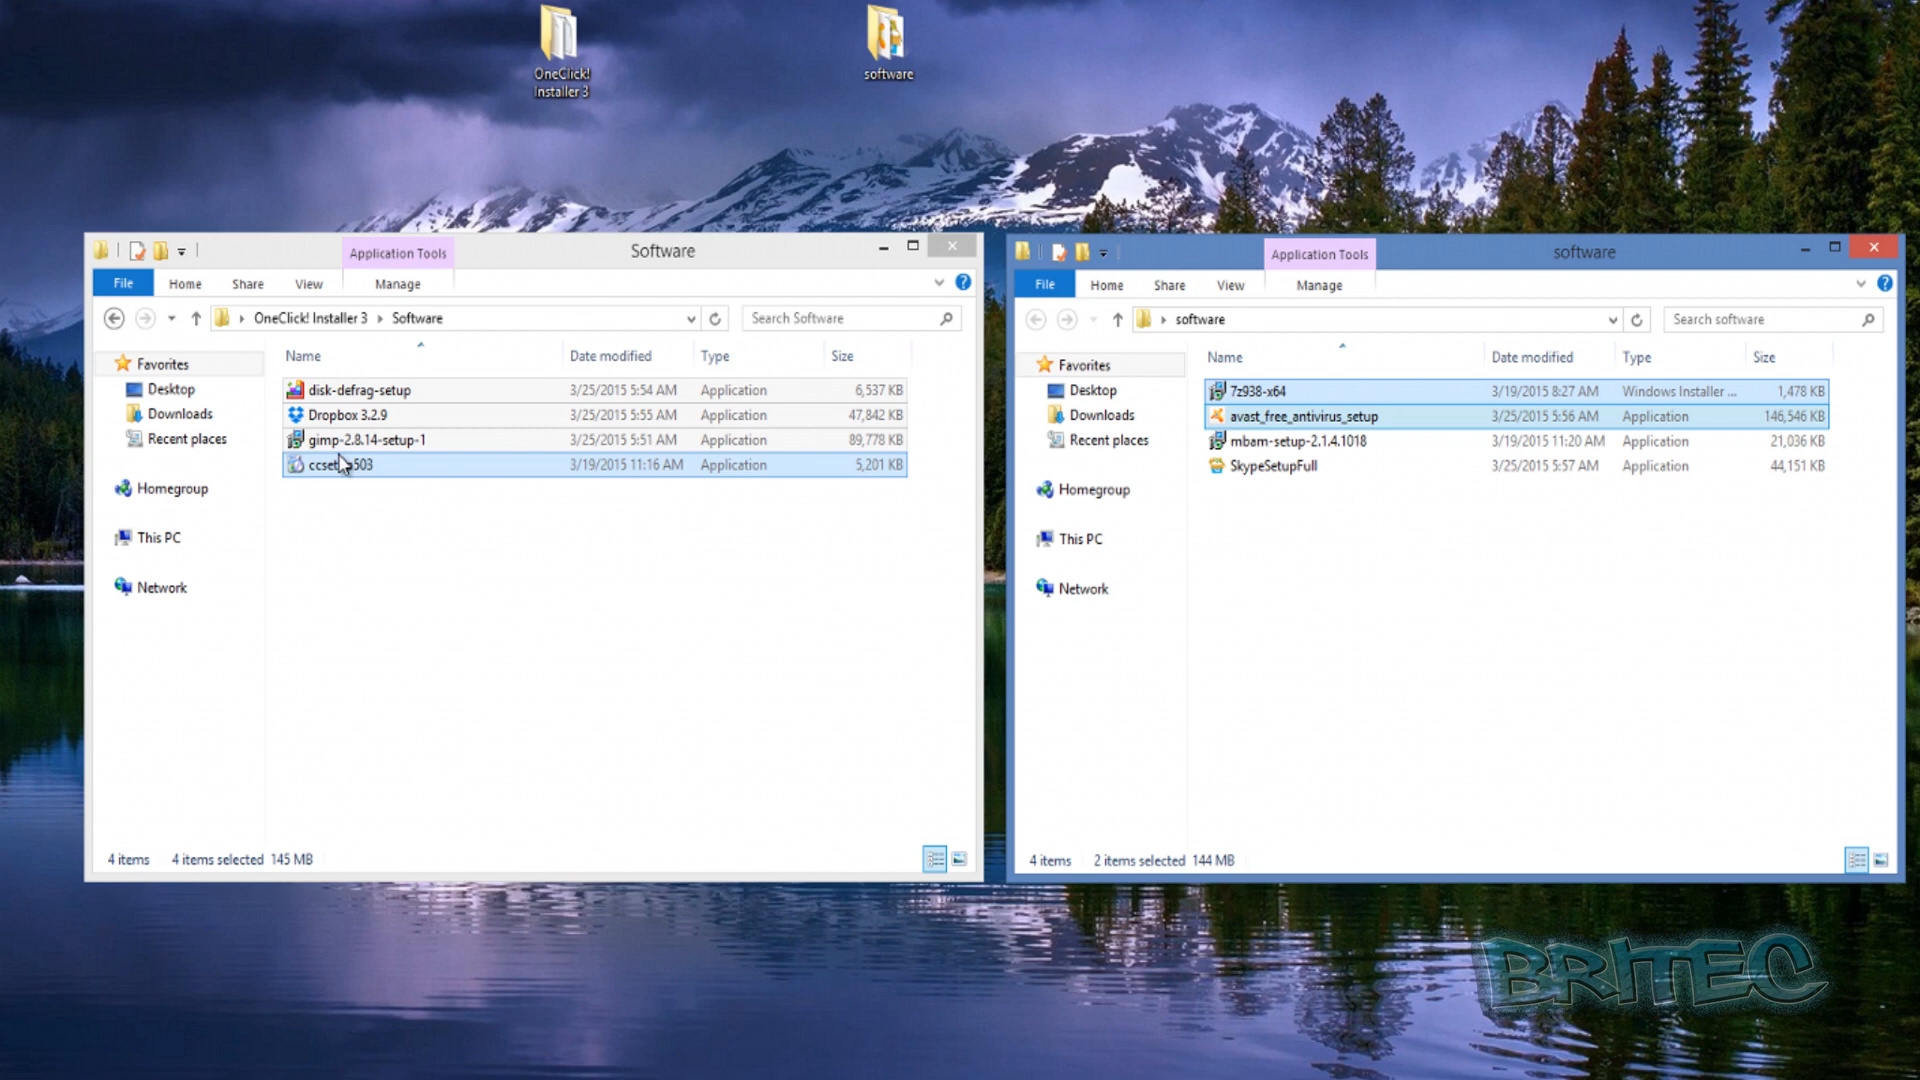 OneClick!
Installer 3
software
Application Tools
Software
File
Home
Share
View
Manage
OneClick! Installer 3
Software
Search Software
Name
Date modified
Type
Size
Favorites
Desktop
Downloads
Recent places
Homegroup
This PC
Network
disk-defrag-setup 3/25/2015 5:54 AM Application 6,537 KB
Dropbox 3.2.9 3/25/2015 5:55 AM Application 47,842 KB
gimp-2.8.14-setup-1 3/25/2015 5:51 AM Application 89,778 KB
3/19/2015 11:16 AM Application 5,201 KB
4 items 4 items selected 145 MB
Application Tools
software
File
Home
Share
View
Manage
software
Search software
Name
Date modified
Type
Size
Favorites
Desktop
Downloads
Recent places
Homegroup
This PC
Network
7z938-x64 3/19/2015 8:27 AM Windows Installer ... 1,478 KB
avast_free_antivirus_setup 3/25/2015 5:56 AM Application 146,546 KB
mbam-setup-2.1.4.1018 3/19/2015 11:20 AM Application 21,036 KB
SkypeSetupFull 3/25/2015 5:57 AM Application 44,151 KB
4 items 2 items selected 144 MB
BRITEC